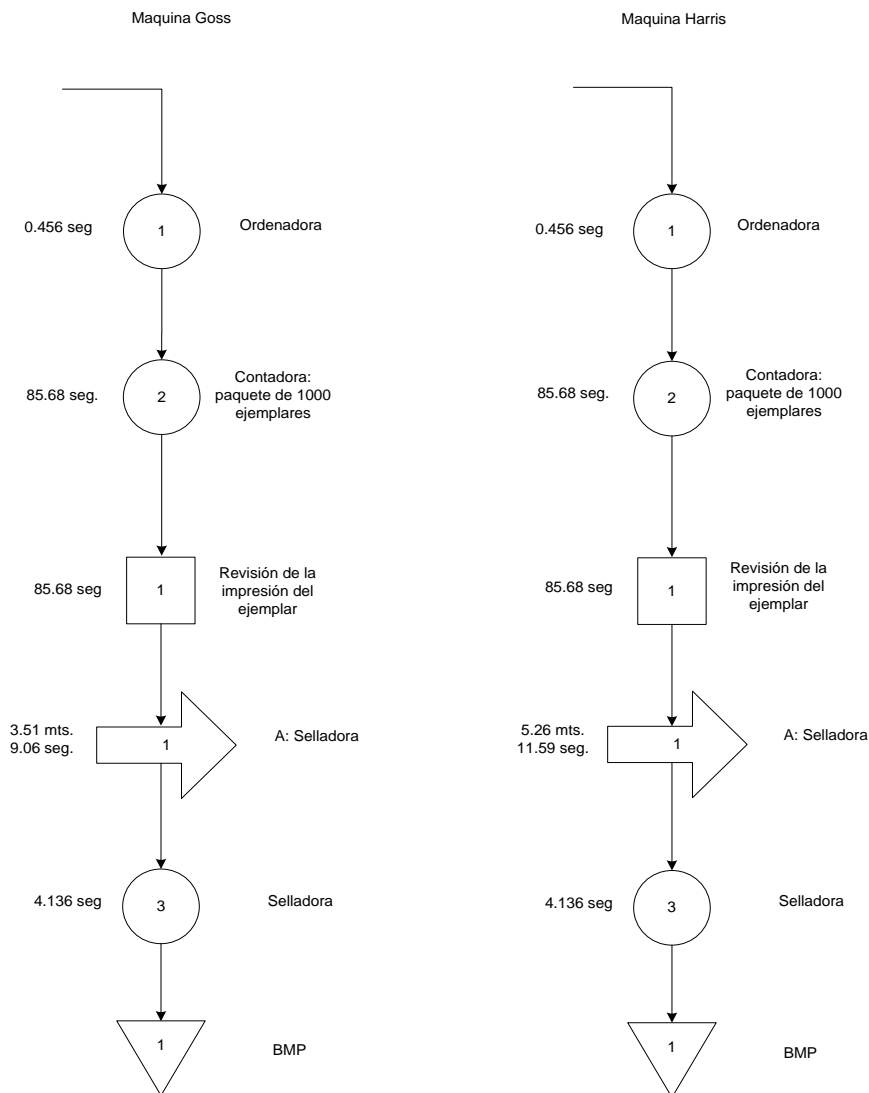 Maquina Goss
0.456 seg
1
Ordenadora
85.68 seg.
2
Contadora:
paquete de 1000
ejemplares
85.68 seg
1
Revisión de la
impresión del
ejemplar
3.51 mts.
9.06 seg.
1
A: Selladora
4.136 seg
3
Selladora
1
BMP
Maquina Harris
0.456 seg
1
Ordenadora
85.68 seg.
2
Contadora:
paquete de 1000
ejemplares
85.68 seg
1
Revisión de la
impresión del
ejemplar
5.26 mts.
11.59 seg.
1
A: Selladora
4.136 seg
3
Selladora
1
BMP